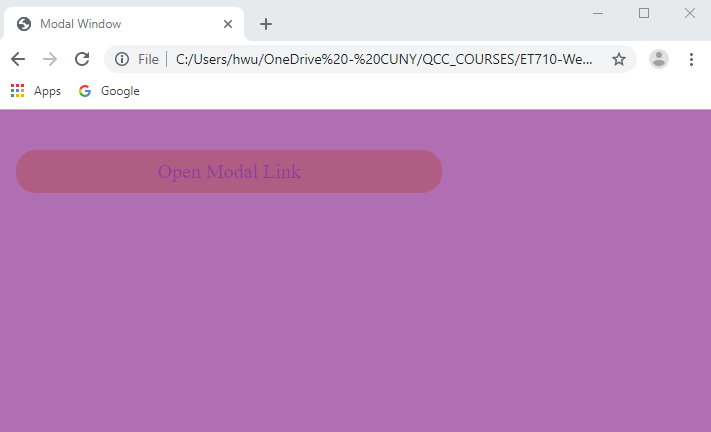 Modal Window
File C:/Users/hwu/OneDrive%20-%20CUNY/QCC_COURSES/ET710-We...
Apps Google
Open Modal Link